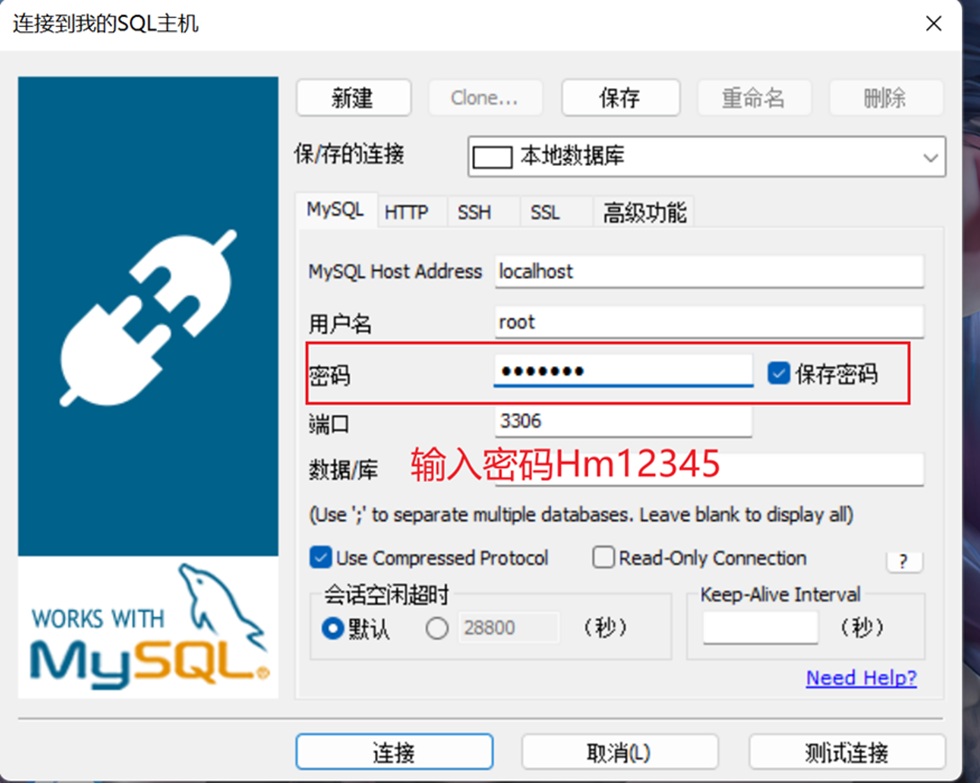 连接到我的SQL主机
新建 Clone... 保存 重命名 删除
保/存的连接 本地数据库
MySQL HTTP SSH SSL 高级功能
MySQL Host Address localhost
用户名 root
密码 ••••••• 保存密码
端口 3306
数据/库 输入密码Hm12345
(Use ';' to separate multiple databases. Leave blank to display all)
Use Compressed Protocol Read-Only Connection ?
会话空闲超时 Keep-Alive Interval
默认 28800 (秒) (秒)
Need Help?
WORKS WITH
MySQL®
连接 取消(L) 测试连接